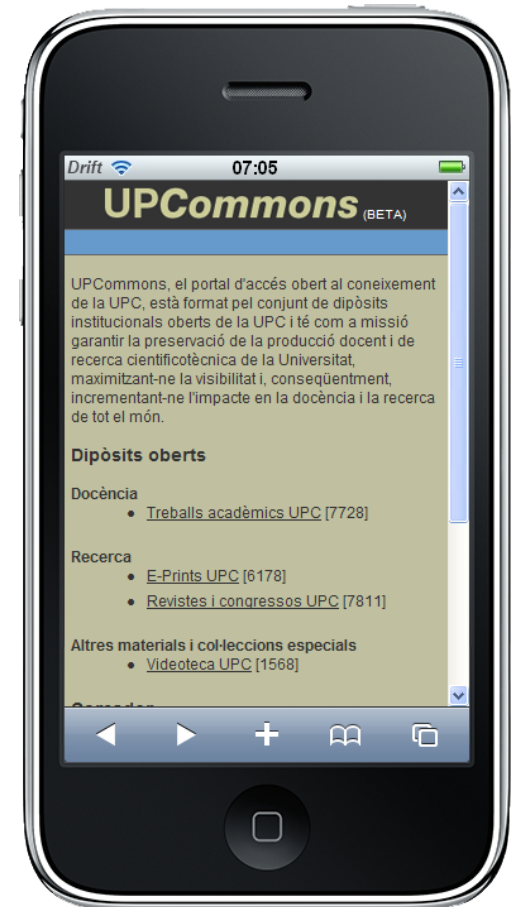 Drift 07:05
UPCommons (BETA)
UPCommons, el portal d'accés obert al coneixement
de la UPC, està format pel conjunt de dipòsits
institucionals oberts de la UPC i té com a missió
garantir la preservació de la producció docent i de
recerca cientificotècnica de la Universitat,
maximitzant-ne la visibilitat i, conseqüentment,
incrementant-ne l'impacte en la docència i la recerca
de tot el món.
Dipòsits oberts
Docència
• Treballs acadèmics UPC [7728]
Recerca
• E-Prints UPC [6178]
• Revistes i congressos UPC [7811]
Altres materials i col·leccions especials
• Videoteca UPC [1568]